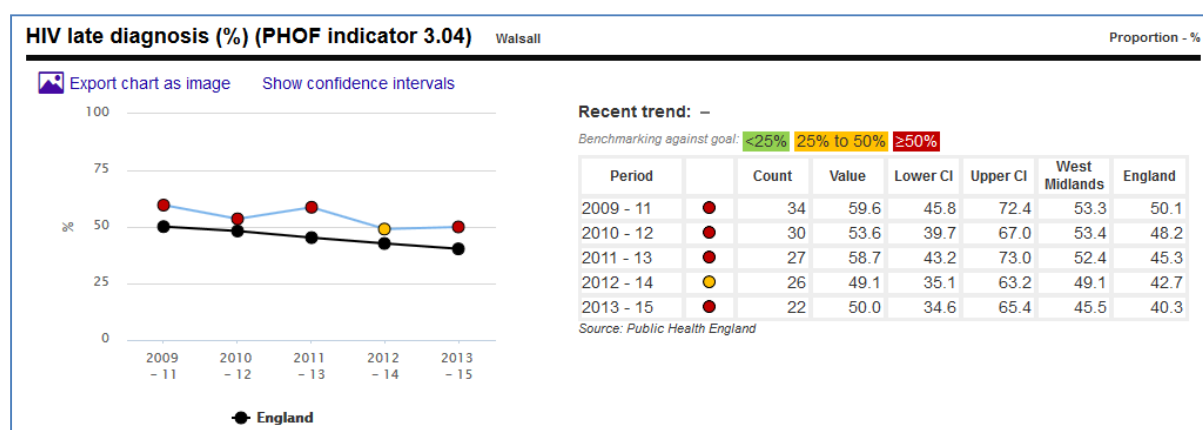 HIV late diagnosis (%) (PHOF indicator 3.04) Walsall Proportion - %
Export chart as image Show confidence intervals
100
75
50
25
0
%
2009 – 11 2010 – 12 2011 – 13 2012 – 14 2013 – 15
England
Recent trend: –
Benchmarking against goal: <25% 25% to 50% ≥50%
Period Count Value Lower CI Upper CI West Midlands England
2009 - 11 34 59.6 45.8 72.4 53.3 50.1
2010 - 12 30 53.6 39.7 67.0 53.4 48.2
2011 - 13 27 58.7 43.2 73.0 52.4 45.3
2012 - 14 26 49.1 35.1 63.2 49.1 42.7
2013 - 15 22 50.0 34.6 65.4 45.5 40.3
Source: Public Health England